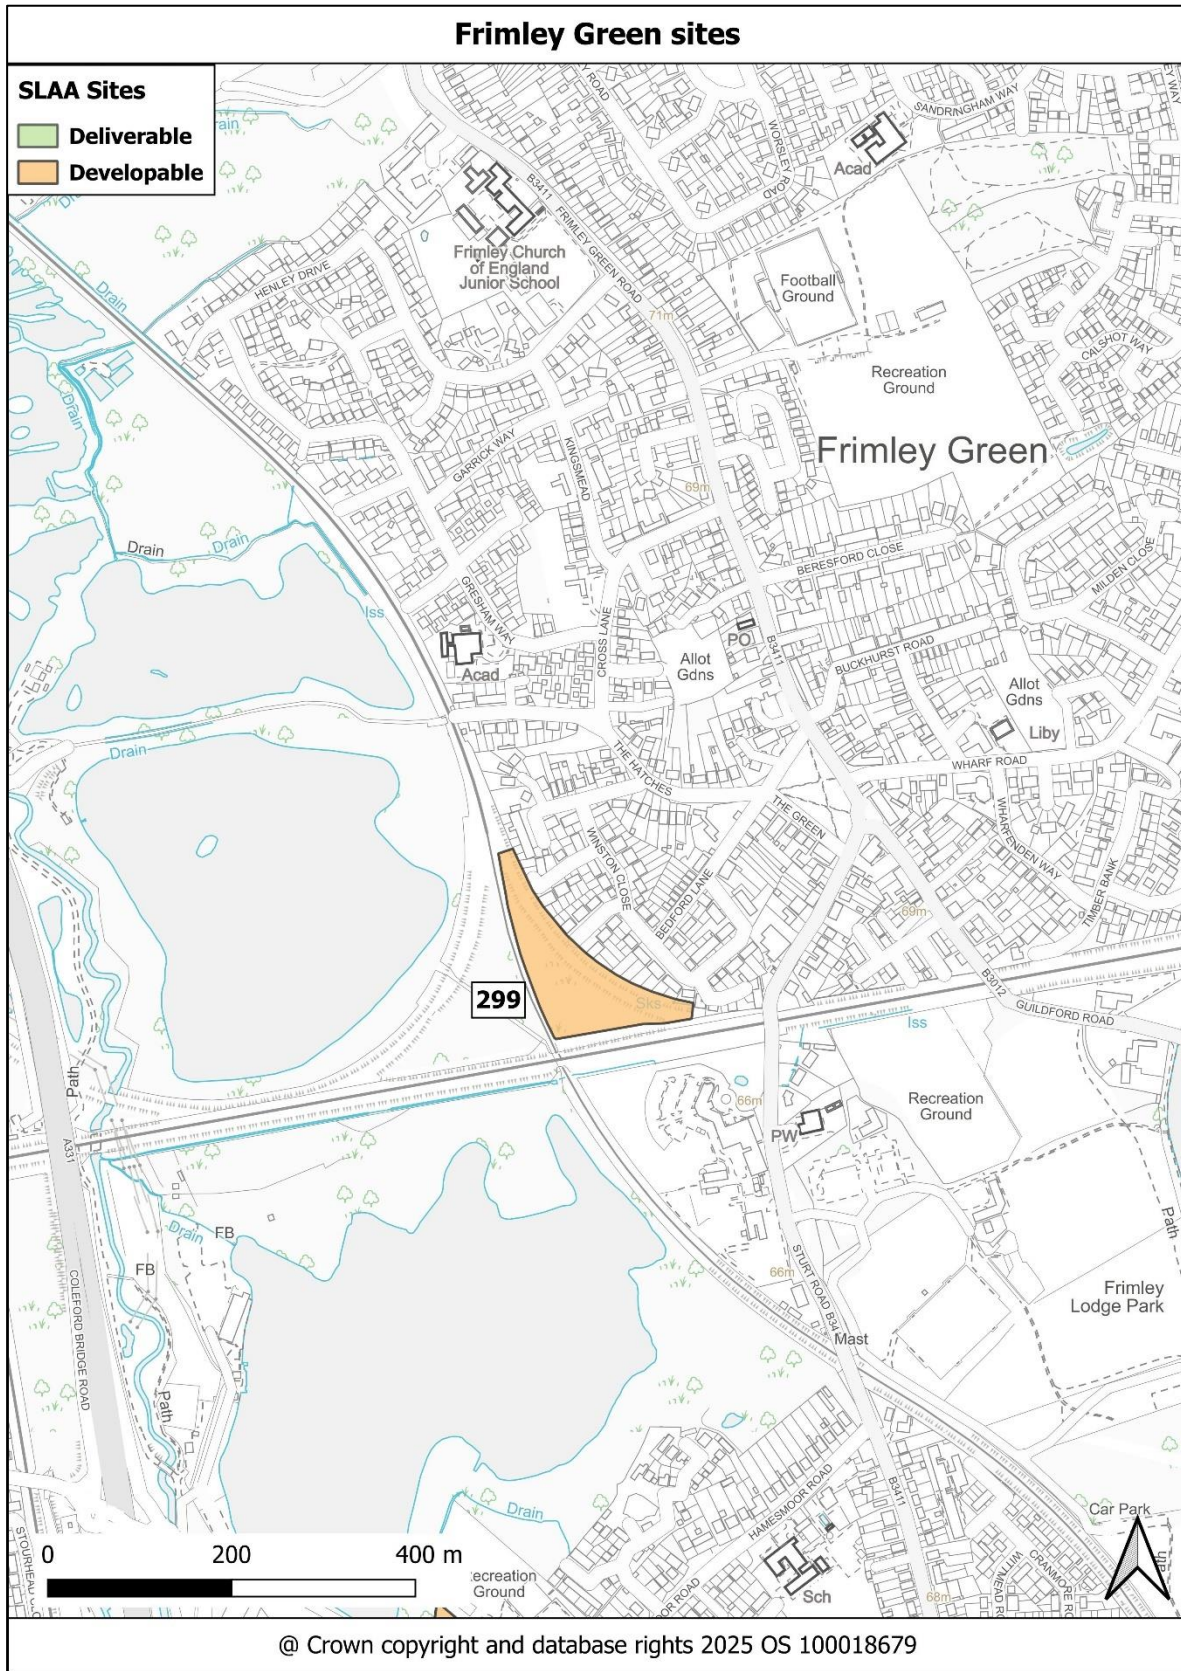 Frimley Green sites
SLAA Sites
Deliverable
Developable
SANDRINGHAM WAY
WORSLEY ROAD
Acad
B3411
FRIMLEY GREEN ROAD
Frimley Church
of England
Junior School
HENLEY DRIVE
Drain
Football
Ground
71m
CALSHOT WAY
Recreation
Ground
Frimley Green
Drain
GARRICK WAY
KINGSMEAD
69m
Drain
Drain
BERESFORD CLOSE
MILDEN CLOSE
Iss
GRESHAM WAY
CROSS LANE
PO
B3411
BUCKHURST ROAD
Acad
Allot
Gdns
Allot
Gdns
Liby
Drain
THE HATCHES
WHARF ROAD
THE GREEN
WHARFENDEN WAY
WINSTON CLOSE
BEDFORD LANE
TIMBER BANK
69m
299
Sks
B3012
GUILDFORD ROAD
Iss
Path
A331
66m
Recreation
Ground
PW
Path
Drain
FB
FB
66m
STURT ROAD B34
COLEFORD BRIDGE ROAD
Frimley
Lodge Park
Mast
Path
HAMESMOOR ROAD
B3411
Drain
Car Park
0 200 400 m
Ground
Sch
WITTMEAD
CRANMORE
68m
@ Crown copyright and database rights 2025 OS 100018679